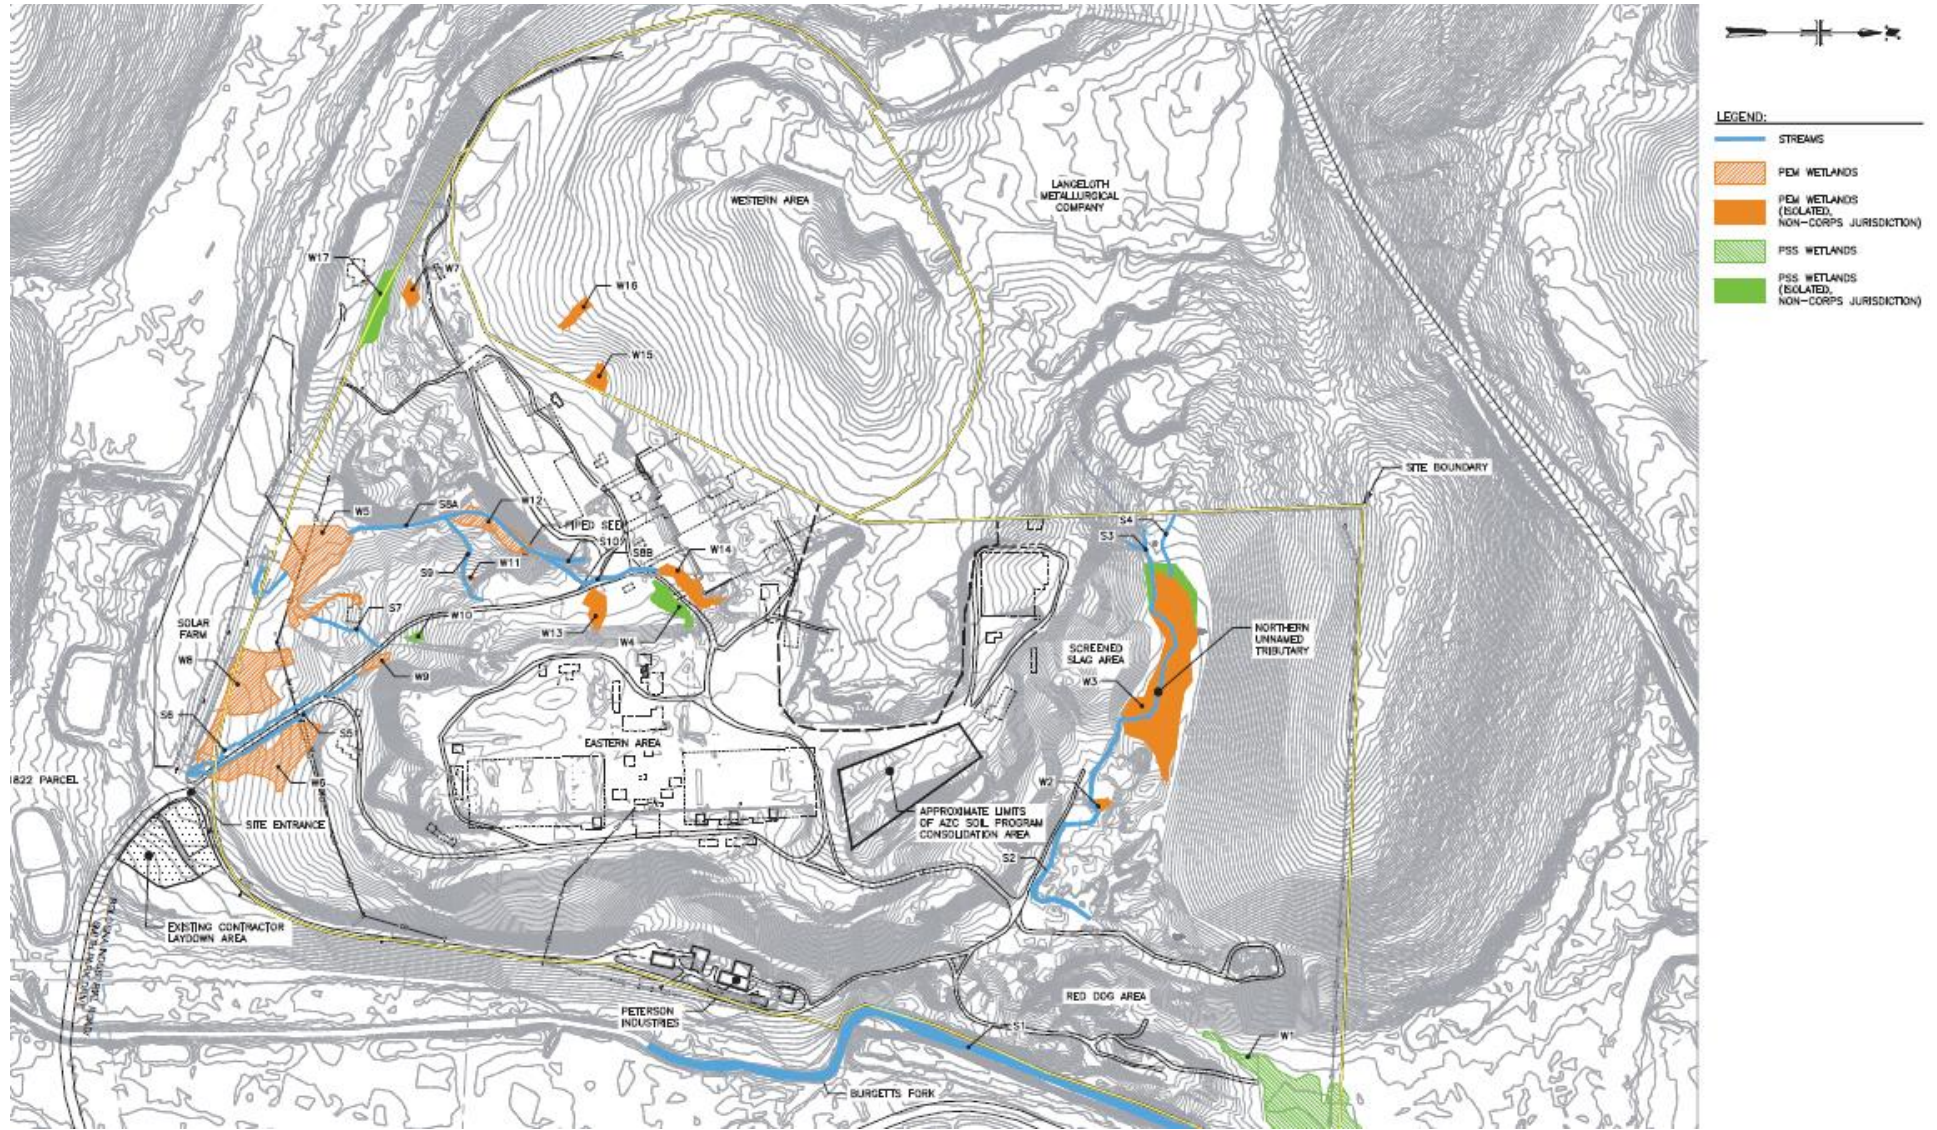 LEGEND:
STREAMS
PEM WETLANDS
PEM WETLANDS
(ISOLATED,
NON-CORPS JURISDICTION)
PSS WETLANDS
PSS WETLANDS
(ISOLATED,
NON-CORPS JURISDICTION)
WESTERN AREA
LANGELOTH
METALLURGICAL
COMPANY
W17
W7
W16
W15
SITE BOUNDARY
W5
S8A
W12
PIPED SEEP
S10
S8B
W14
S4
S3
S9
W11
SOLAR
FARM
S7
W10
W13
W4
NORTHERN
UNNAMED
TRIBUTARY
SCREENED
SLAG AREA
W8
W9
W3
S6
S5
EASTERN AREA
1822 PARCEL
W6
W2
SITE ENTRANCE
APPROXIMATE LIMITS
OF AZC SOIL PROGRAM
CONSOLIDATION AREA
S2
EXISTING CONTRACTOR
LAYDOWN AREA
PETERSON
INDUSTRIES
RED DOG AREA
S1
W1
BURGETTS FORK